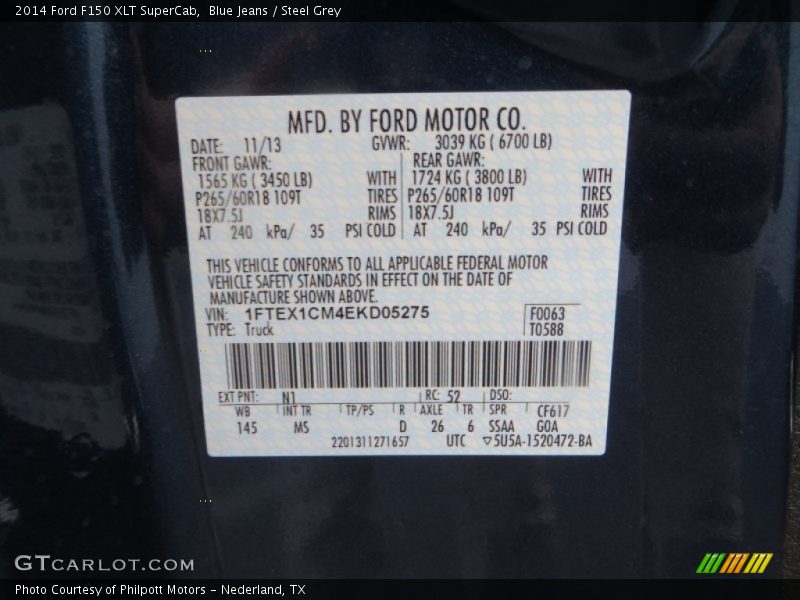 2014 Ford F150 XLT SuperCab, Blue Jeans / Steel Grey
MFD. BY FORD MOTOR CO.
DATE: 11/13 GVWR: 3039 KG ( 6700 LB)
FRONT GAWR: REAR GAWR:
1565 KG ( 3450 LB) WITH 1724 KG ( 3800 LB) WITH
P265/60R18 109T TIRES P265/60R18 109T TIRES
18X7.5J RIMS 18X7.5J RIMS
AT 240 kPa/ 35 PSI COLD AT 240 kPa/ 35 PSI COLD
THIS VEHICLE CONFORMS TO ALL APPLICABLE FEDERAL MOTOR
VEHICLE SAFETY STANDARDS IN EFFECT ON THE DATE OF
MANUFACTURE SHOWN ABOVE.
VIN: 1FTEX1CM4EKD05275 F0063
TYPE: Truck T0588
EXT PNT: N1 RC: 52 DSO:
WB INT TR TP/PS R AXLE TR SPR CF617
145 MS D 26 6 SSAA GOA
2201311271657 UTC ▽5U5A-1520472-BA
GTCARLOT.COM
Photo Courtesy of Philpott Motors - Nederland, TX